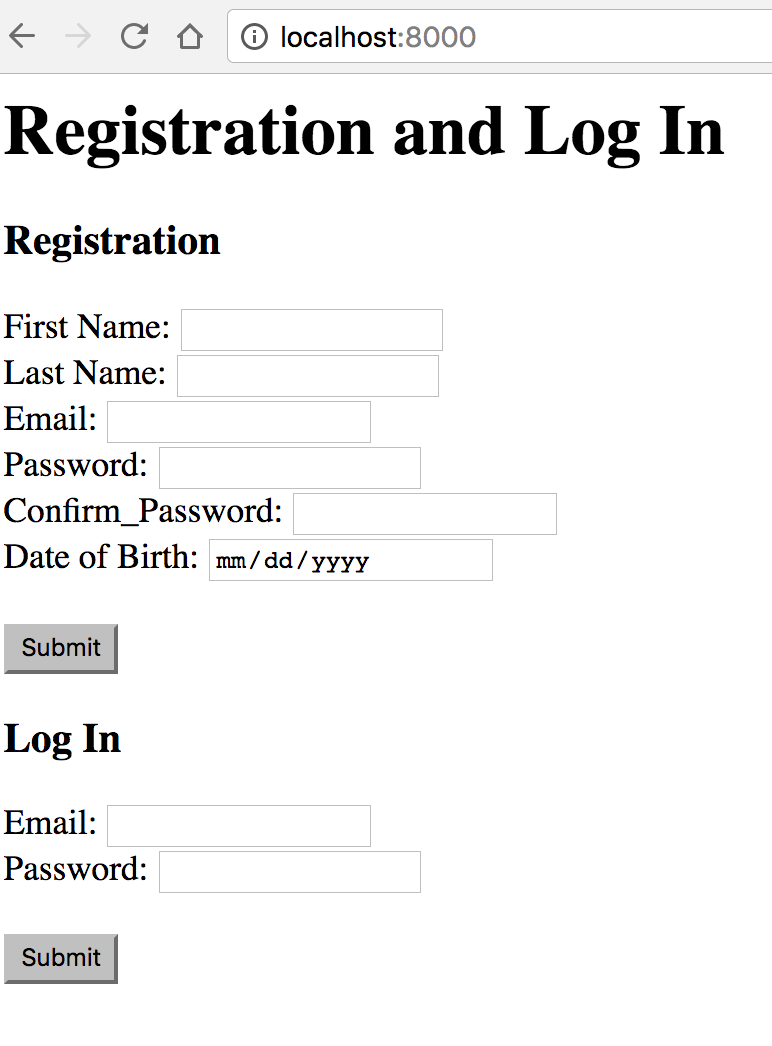 localhost:8000
Registration and Log In
Registration
First Name:
Last Name:
Email:
Password:
Confirm_Password:
Date of Birth: mm/dd/yyyy
Submit
Log In
Email:
Password:
Submit